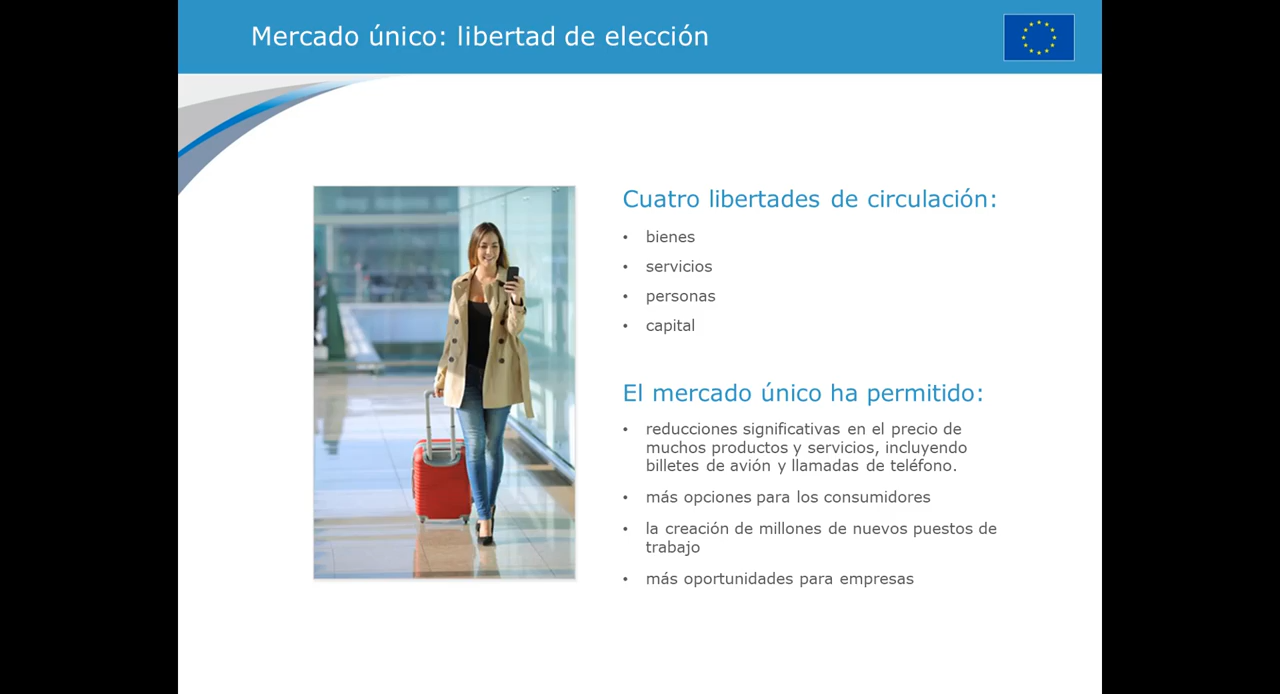 Mercado único: libertad de elección
Cuatro libertades de circulación:
• bienes
• servicios
• personas
• capital
El mercado único ha permitido:
• reducciones significativas en el precio de
muchos productos y servicios, incluyendo
billetes de avión y llamadas de teléfono.
• más opciones para los consumidores
• la creación de millones de nuevos puestos de
trabajo
• más oportunidades para empresas